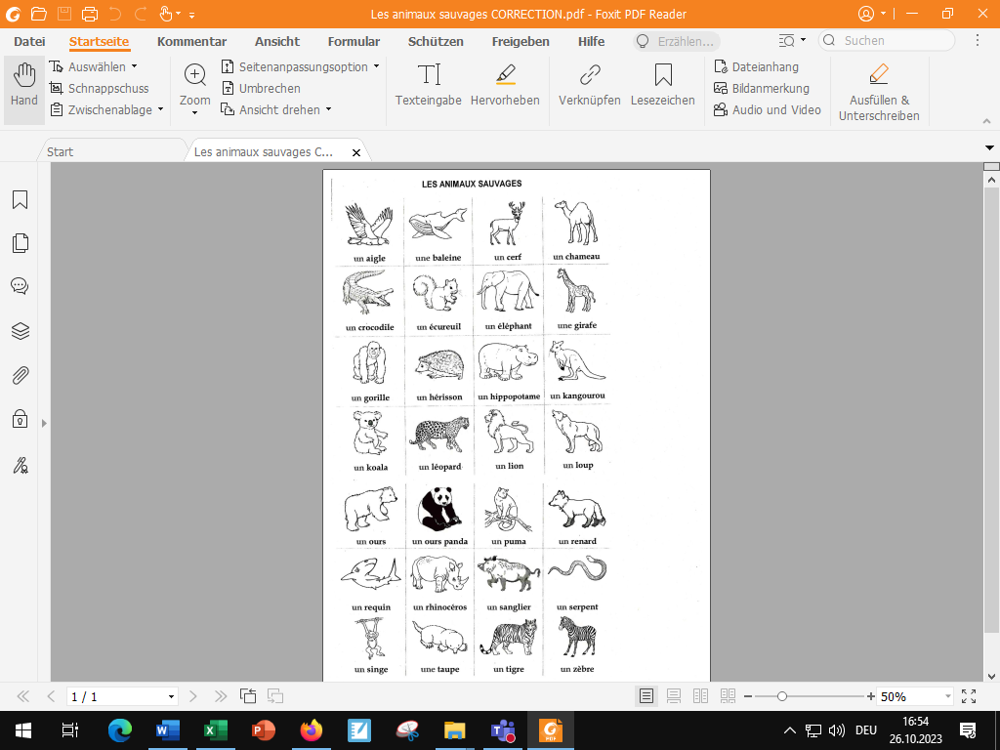 Les animaux sauvages CORRECTION.pdf - Foxit PDF Reader
Datei Startseite Kommentar Ansicht Formular Schützen Freigeben Hilfe Erzählen... Suchen
Hand
Auswählen
Schnappschuss
Zwischenablage
Zoom
Seitenanpassungsoption
Umbrechen
Ansicht drehen
Texteingabe
Hervorheben
Verknüpfen
Lesezeichen
Dateianhang
Bildanmerkung
Audio und Video
Ausfüllen &
Unterschreiben
Start
Les animaux sauvages C...
LES ANIMAUX SAUVAGES
un aigle une baleine un cerf un chameau
un crocodile un écureuil un éléphant une girafe
un gorille un hérisson un hippopotame un kangourou
un koala un léopard un lion un loup
un ours un ours panda un puma un renard
un requin un rhinocéros un sanglier un serpent
un singe une taupe un tigre un zèbre
1 / 1
50%
DEU
16:54
26.10.2023
PDF